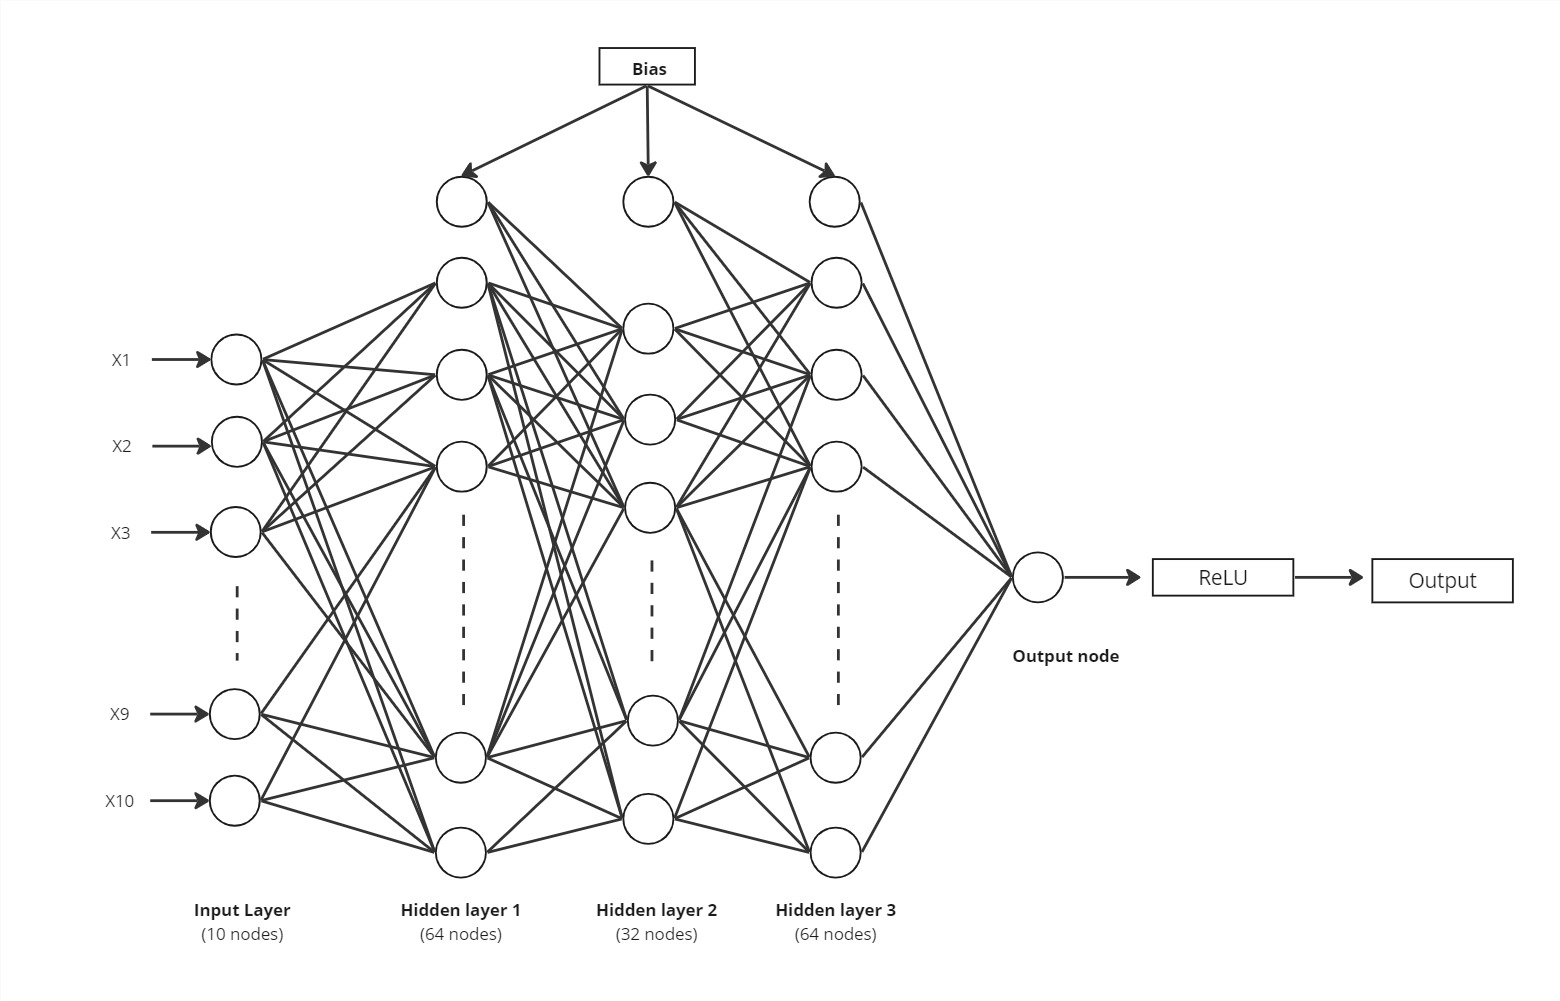 Bias
X1
X2
X3
X9
X10
ReLU
Output
Output node
Input Layer
(10 nodes)
Hidden layer 1
(64 nodes)
Hidden layer 2
(32 nodes)
Hidden layer 3
(64 nodes)